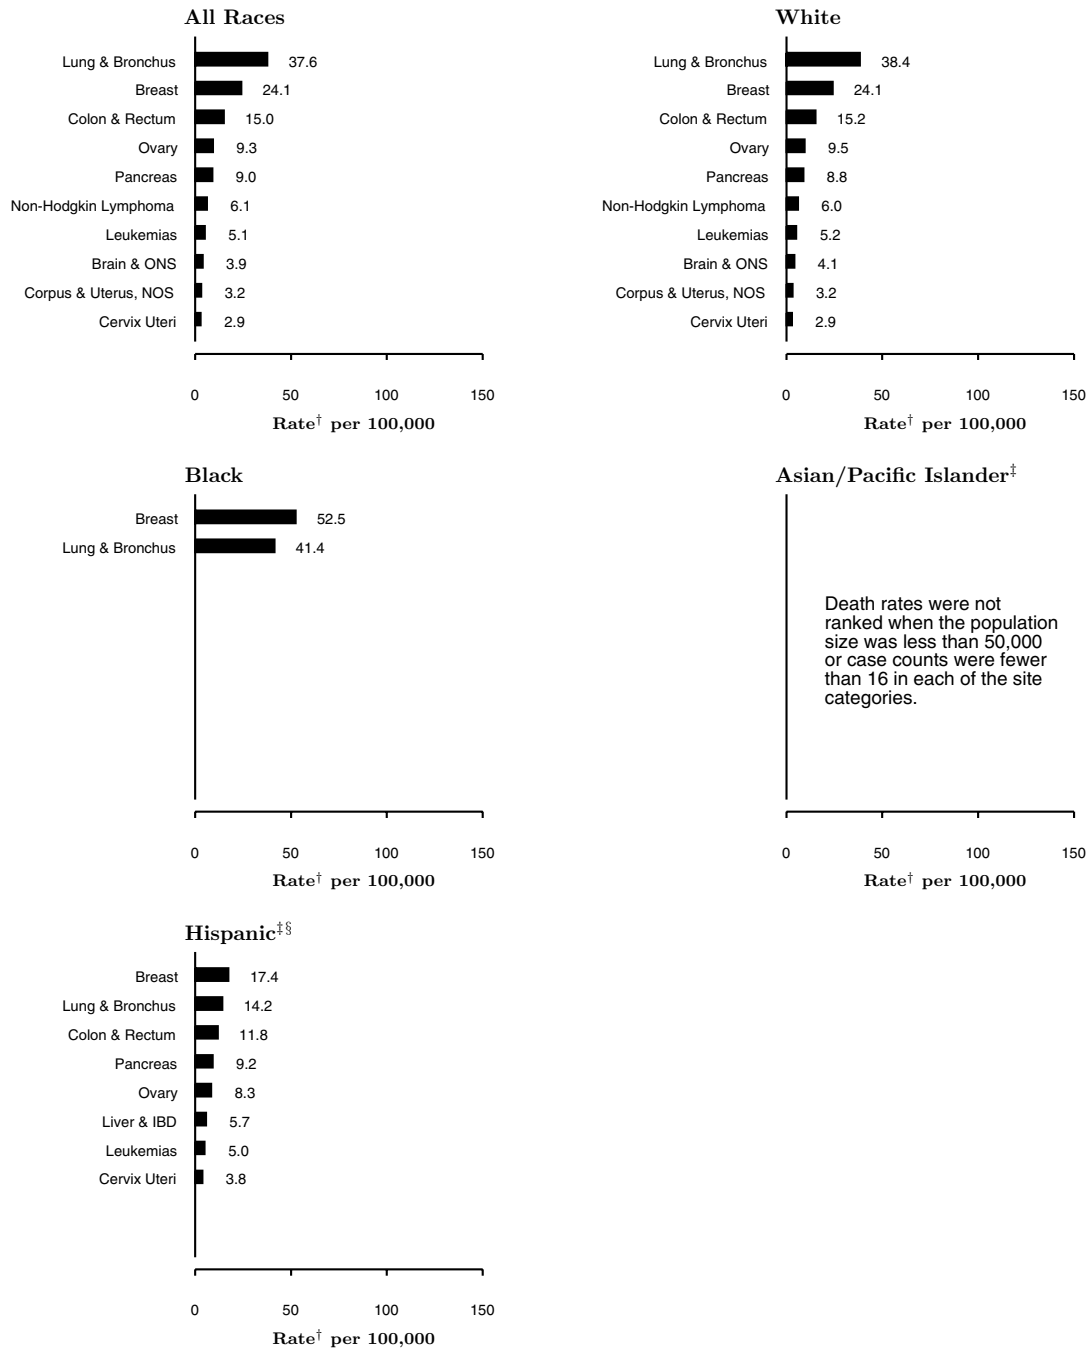 All Races
Lung & Bronchus 37.6
Breast 24.1
Colon & Rectum 15.0
Ovary 9.3
Pancreas 9.0
Non-Hodgkin Lymphoma 6.1
Leukemias 5.1
Brain & ONS 3.9
Corpus & Uterus, NOS 3.2
Cervix Uteri 2.9
0 50 100 150
Rate† per 100,000
White
Lung & Bronchus 38.4
Breast 24.1
Colon & Rectum 15.2
Ovary 9.5
Pancreas 8.8
Non-Hodgkin Lymphoma 6.0
Leukemias 5.2
Brain & ONS 4.1
Corpus & Uterus, NOS 3.2
Cervix Uteri 2.9
0 50 100 150
Rate† per 100,000
Black
Breast 52.5
Lung & Bronchus 41.4
0 50 100 150
Rate† per 100,000
Asian/Pacific Islander‡
Death rates were not
ranked when the population
size was less than 50,000
or case counts were fewer
than 16 in each of the site
categories.
0 50 100 150
Rate† per 100,000
Hispanic‡§
Breast 17.4
Lung & Bronchus 14.2
Colon & Rectum 11.8
Pancreas 9.2
Ovary 8.3
Liver & IBD 5.7
Leukemias 5.0
Cervix Uteri 3.8
0 50 100 150
Rate† per 100,000